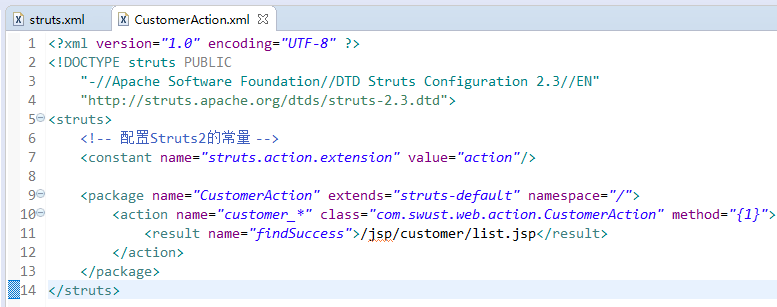 struts.xml CustomerAction.xml
1 <?xml version="1.0" encoding="UTF-8" ?>
2 <!DOCTYPE struts PUBLIC
3 "-//Apache Software Foundation//DTD Struts Configuration 2.3//EN"
4 "http://struts.apache.org/dtds/struts-2.3.dtd">
5 <struts>
6 <!-- 配置Struts2的常量 -->
7 <constant name="struts.action.extension" value="action"/>
8
9 <package name="CustomerAction" extends="struts-default" namespace="/">
10 <action name="customer_*" class="com.swust.web.action.CustomerAction" method="{1}">
11 <result name="findSuccess">/jsp/customer/list.jsp</result>
12 </action>
13 </package>
14 </struts>